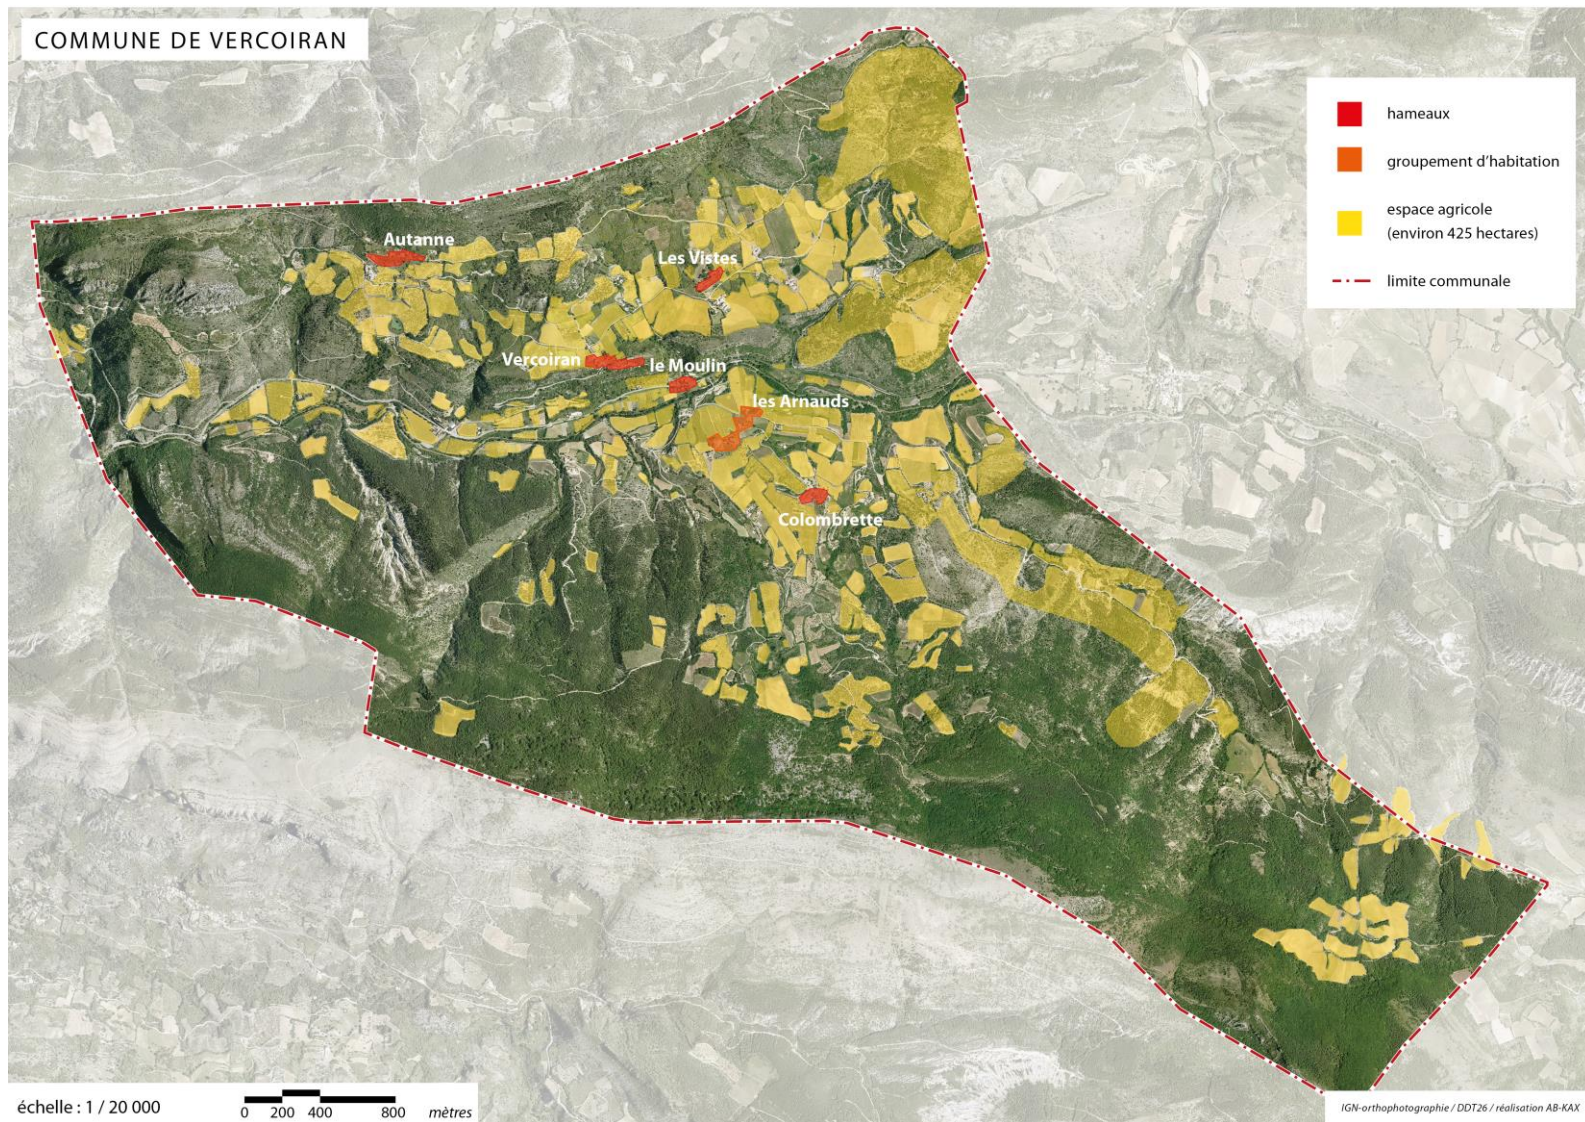 COMMUNE DE VERCOIRAN
hameaux
groupement d'habitation
espace agricole
(environ 425 hectares)
limite communale
Autanne
Les Vistes
Vercoiran
le Moulin
les Arnauds
Colombrette
échelle : 1 / 20 000
0 200 400 800 mètres
IGN-orthophotographie / DDT26 / réalisation AB-KAX